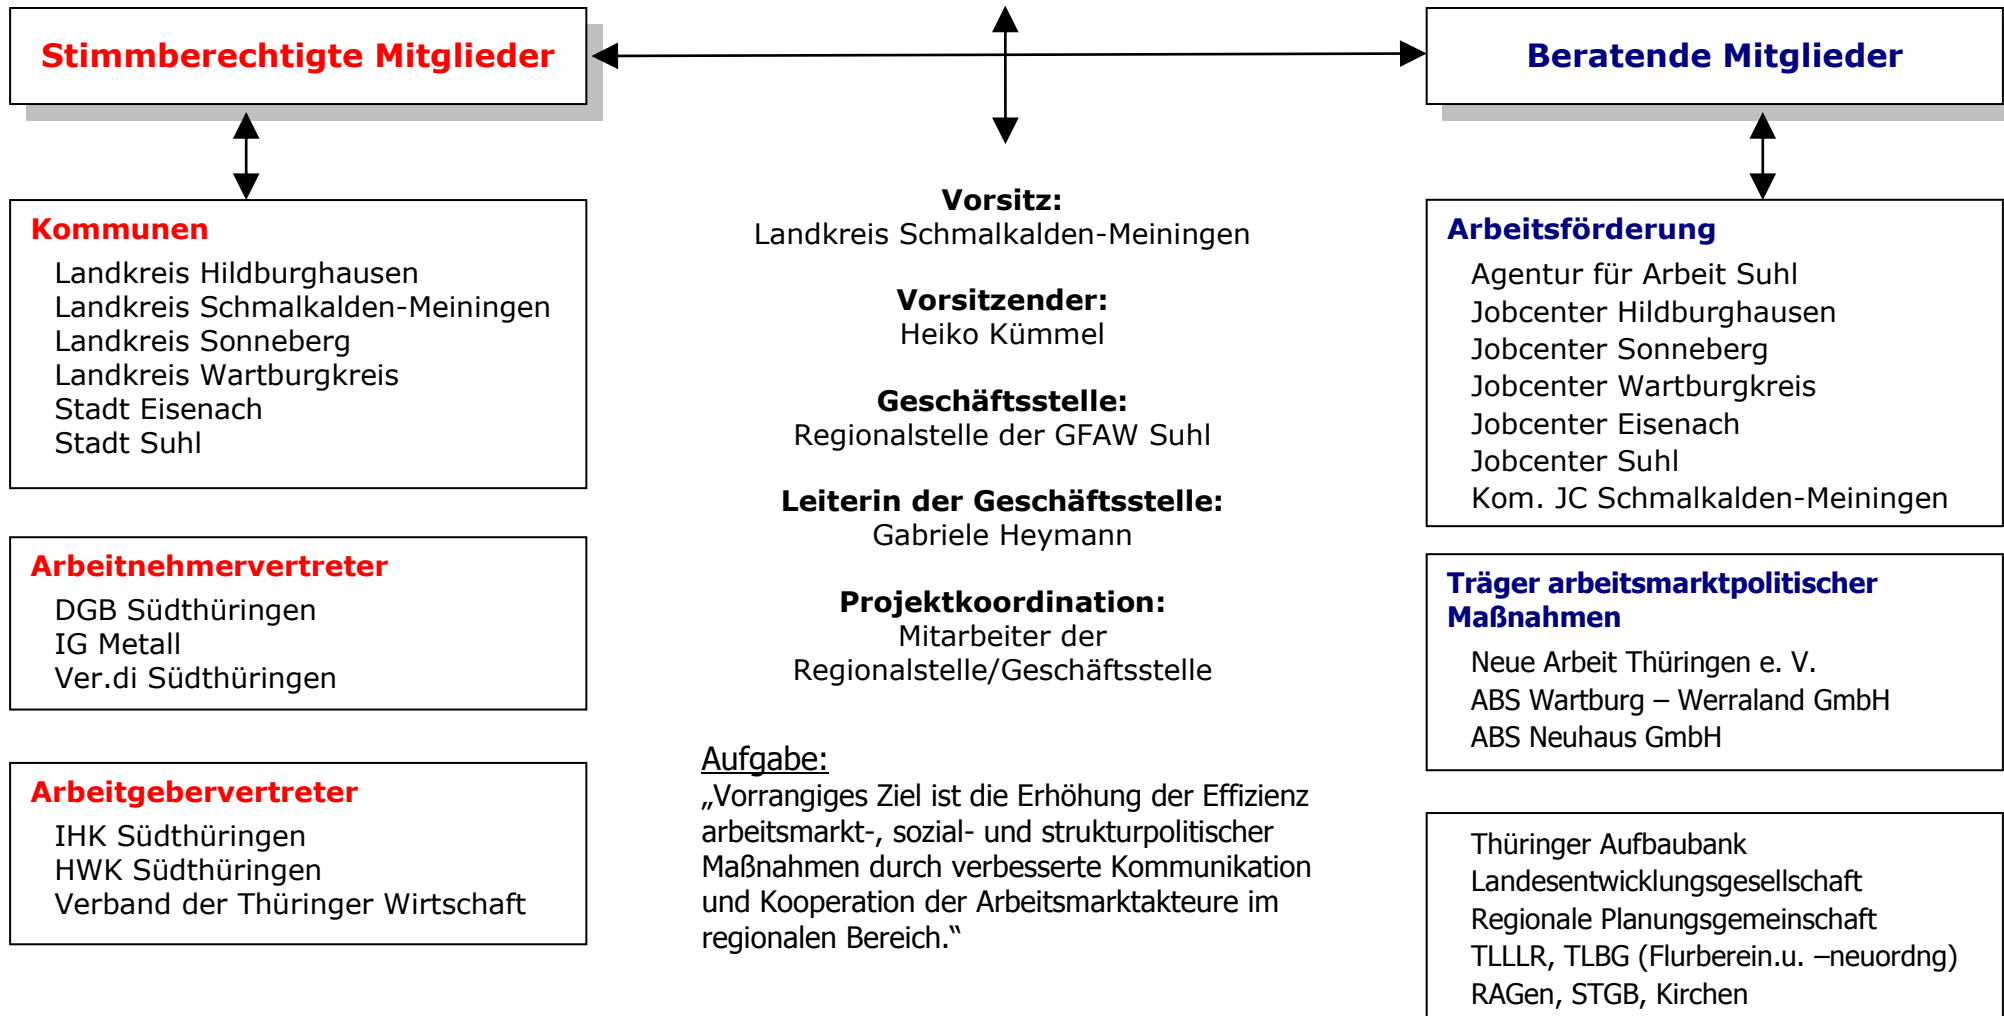 Stimmberechtigte Mitglieder
Kommunen
Landkreis Hildburghausen
Landkreis Schmalkalden-Meiningen
Landkreis Sonneberg
Landkreis Wartburgkreis
Stadt Eisenach
Stadt Suhl
Arbeitnehmervertreter
DGB Südthüringen
IG Metall
Ver.di Südthüringen
Arbeitgebervertreter
IHK Südthüringen
HWK Südthüringen
Verband der Thüringer Wirtschaft
Vorsitz:
Landkreis Schmalkalden-Meiningen
Vorsitzender:
Heiko Kümmel
Geschäftsstelle:
Regionalstelle der GFAW Suhl
Leiterin der Geschäftsstelle:
Gabriele Heymann
Projektkoordination:
Mitarbeiter der
Regionalstelle/Geschäftsstelle
Aufgabe:
„Vorrangiges Ziel ist die Erhöhung der Effizienz
arbeitsmarkt-, sozial- und strukturpolitischer
Maßnahmen durch verbesserte Kommunikation
und Kooperation der Arbeitsmarktakteure im
regionalen Bereich.“
Beratende Mitglieder
Arbeitsförderung
Agentur für Arbeit Suhl
Jobcenter Hildburghausen
Jobcenter Sonneberg
Jobcenter Wartburgkreis
Jobcenter Eisenach
Jobcenter Suhl
Kom. JC Schmalkalden-Meiningen
Träger arbeitsmarktpolitischer
Maßnahmen
Neue Arbeit Thüringen e. V.
ABS Wartburg – Werraland GmbH
ABS Neuhaus GmbH
Thüringer Aufbaubank
Landesentwicklungsgesellschaft
Regionale Planungsgemeinschaft
TLLLR, TLBG (Flurberein.u. –neuordng)
RAGen, STGB, Kirchen